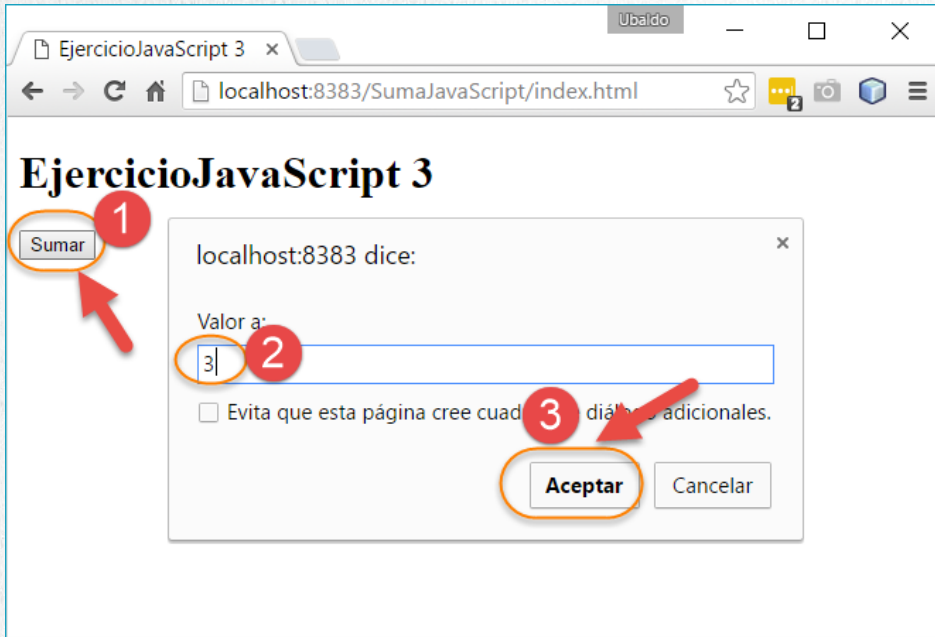 Ubaldo
EjercicioJavaScript 3
localhost:8383/SumaJavaScript/index.html
2
EjercicioJavaScript 3
1
Sumar
localhost:8383 dice:
Valor a:
3
2
Evita que esta página cree diálogo adicionales.
3
Aceptar
Cancelar